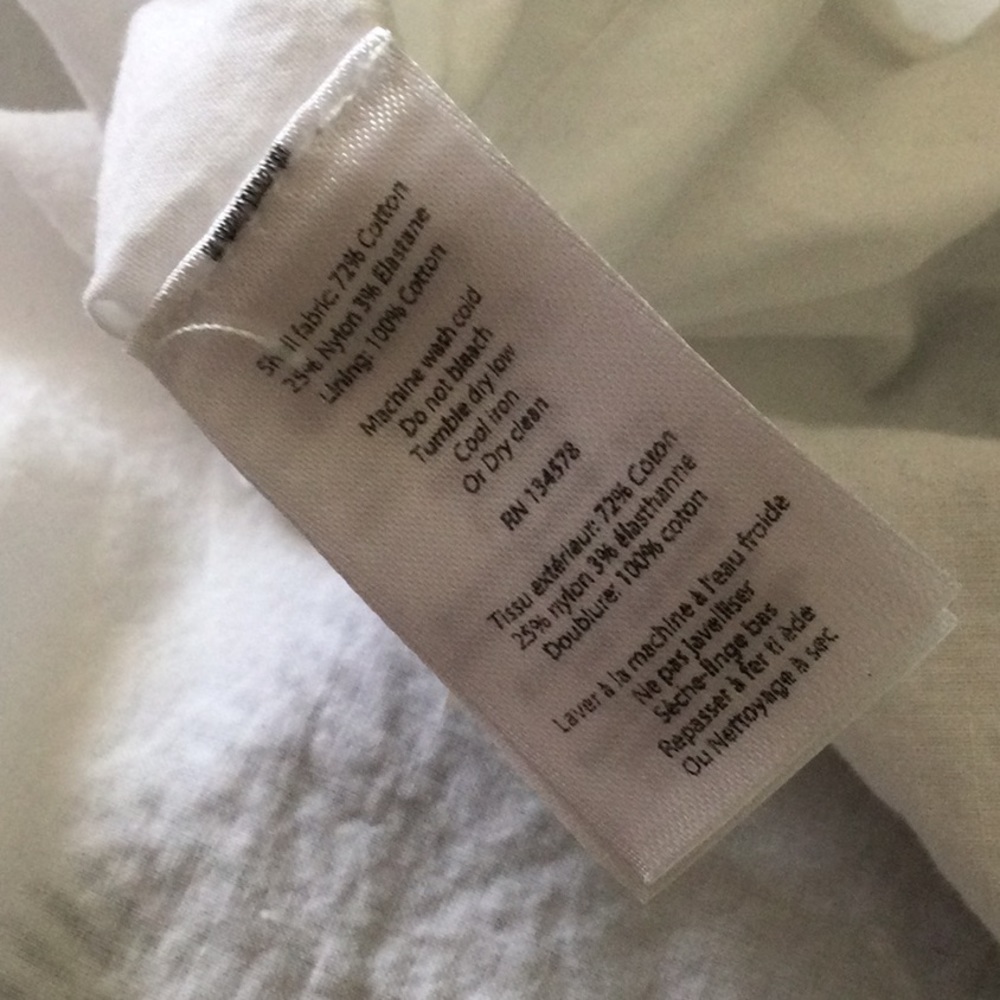 Shell fabric: 72% Cotton
25% Nylon 3% Elastane
Lining: 100% Cotton
Machine wash cold
Do not bleach
Tumble dry low
Cool iron
Or Dry clean
RN 134578
Tissu extérieur: 72% Coton
25% nylon 3% élasthanne
Doublure: 100% coton
Laver à la machine à l'eau froide
Ne pas javelliser
Sèche-linge bas
Repasser à fer tiède
Ou Nettoyage à sec